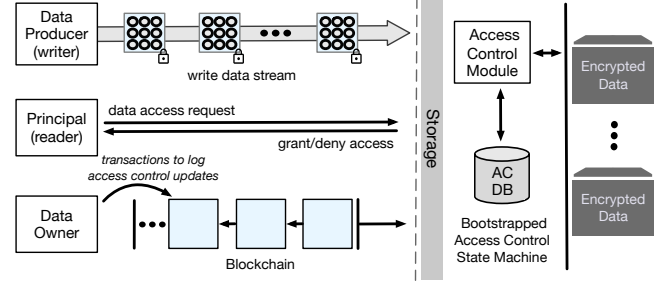 Data
Producer
(writer)
write data stream
Principal
(reader)
data access request
grant/deny access
transactions to log
access control updates
Data
Owner
Blockchain
Storage
Access
Control
Module
AC
DB
Bootstrapped
Access Control
State Machine
Encrypted
Data
Encrypted
Data